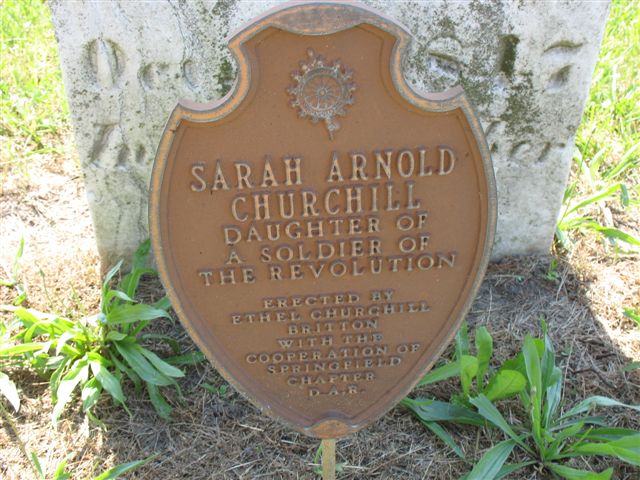 SARAH ARNOLD
CHURCHILL
DAUGHTER OF
A SOLDIER OF
THE REVOLUTION
ERECTED BY
ETHEL CHURCHILL
BRITTON
WITH THE
COOPERATION OF
SPRINGFIELD
CHAPTER
D.A.R.